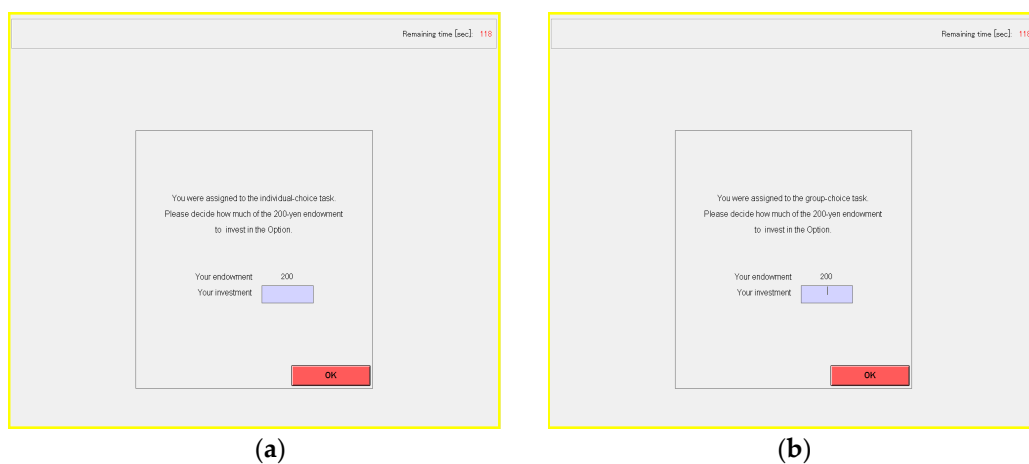 Remaining time [sec]: 118
You were assigned to the individual-choice task.
Please decide how much of the 200-yen endowment
to invest in the Option.
Your endowment 200
Your investment
OK
(a)
Remaining time [sec]: 118
You were assigned to the group-choice task.
Please decide how much of the 200-yen endowment
to invest in the Option.
Your endowment 200
Your investment
OK
(b)